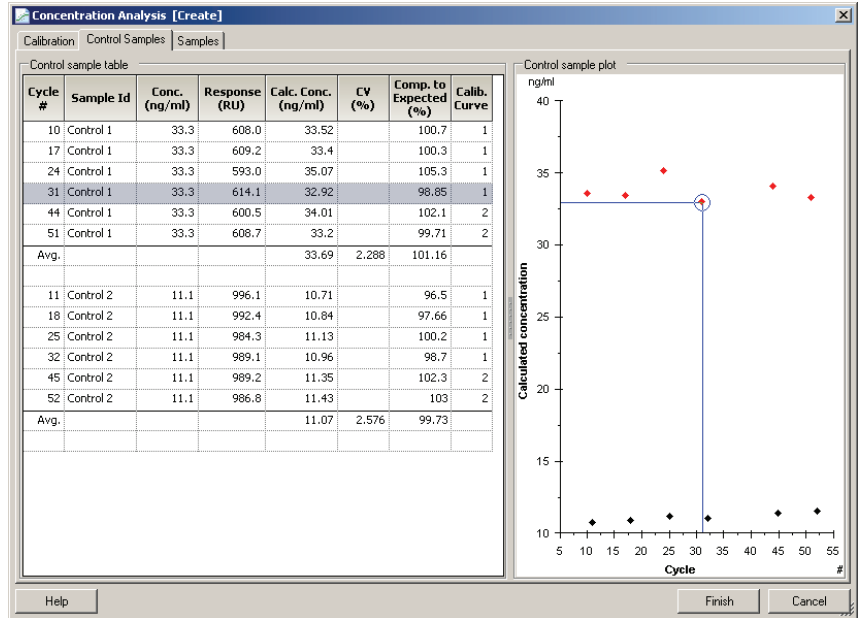 Concentration Analysis [Create]
Calibration Control Samples Samples
Control sample table
Cycle # Sample Id Conc. (ng/ml) Response (RU) Calc. Conc. (ng/ml) CV (%) Comp. to Expected (%) Calib. Curve
10 Control 1 33.3 608.0 33.52 100.7 1
17 Control 1 33.3 609.2 33.4 100.3 1
24 Control 1 33.3 593.0 35.07 105.3 1
31 Control 1 33.3 614.1 32.92 98.85 1
44 Control 1 33.3 600.5 34.01 102.1 2
51 Control 1 33.3 608.7 33.2 99.71 2
Avg. 33.69 2.288 101.16
11 Control 2 11.1 996.1 10.71 96.5 1
18 Control 2 11.1 992.4 10.84 97.66 1
25 Control 2 11.1 984.3 11.13 100.2 1
32 Control 2 11.1 989.1 10.96 98.7 1
45 Control 2 11.1 989.2 11.35 102.3 2
52 Control 2 11.1 986.8 11.43 103 2
Avg. 11.07 2.576 99.73
Control sample plot
ng/ml
40
35
30
25
20
15
10
Calculated concentration
5 10 15 20 25 30 35 40 45 50 55
Cycle #
Help Finish Cancel